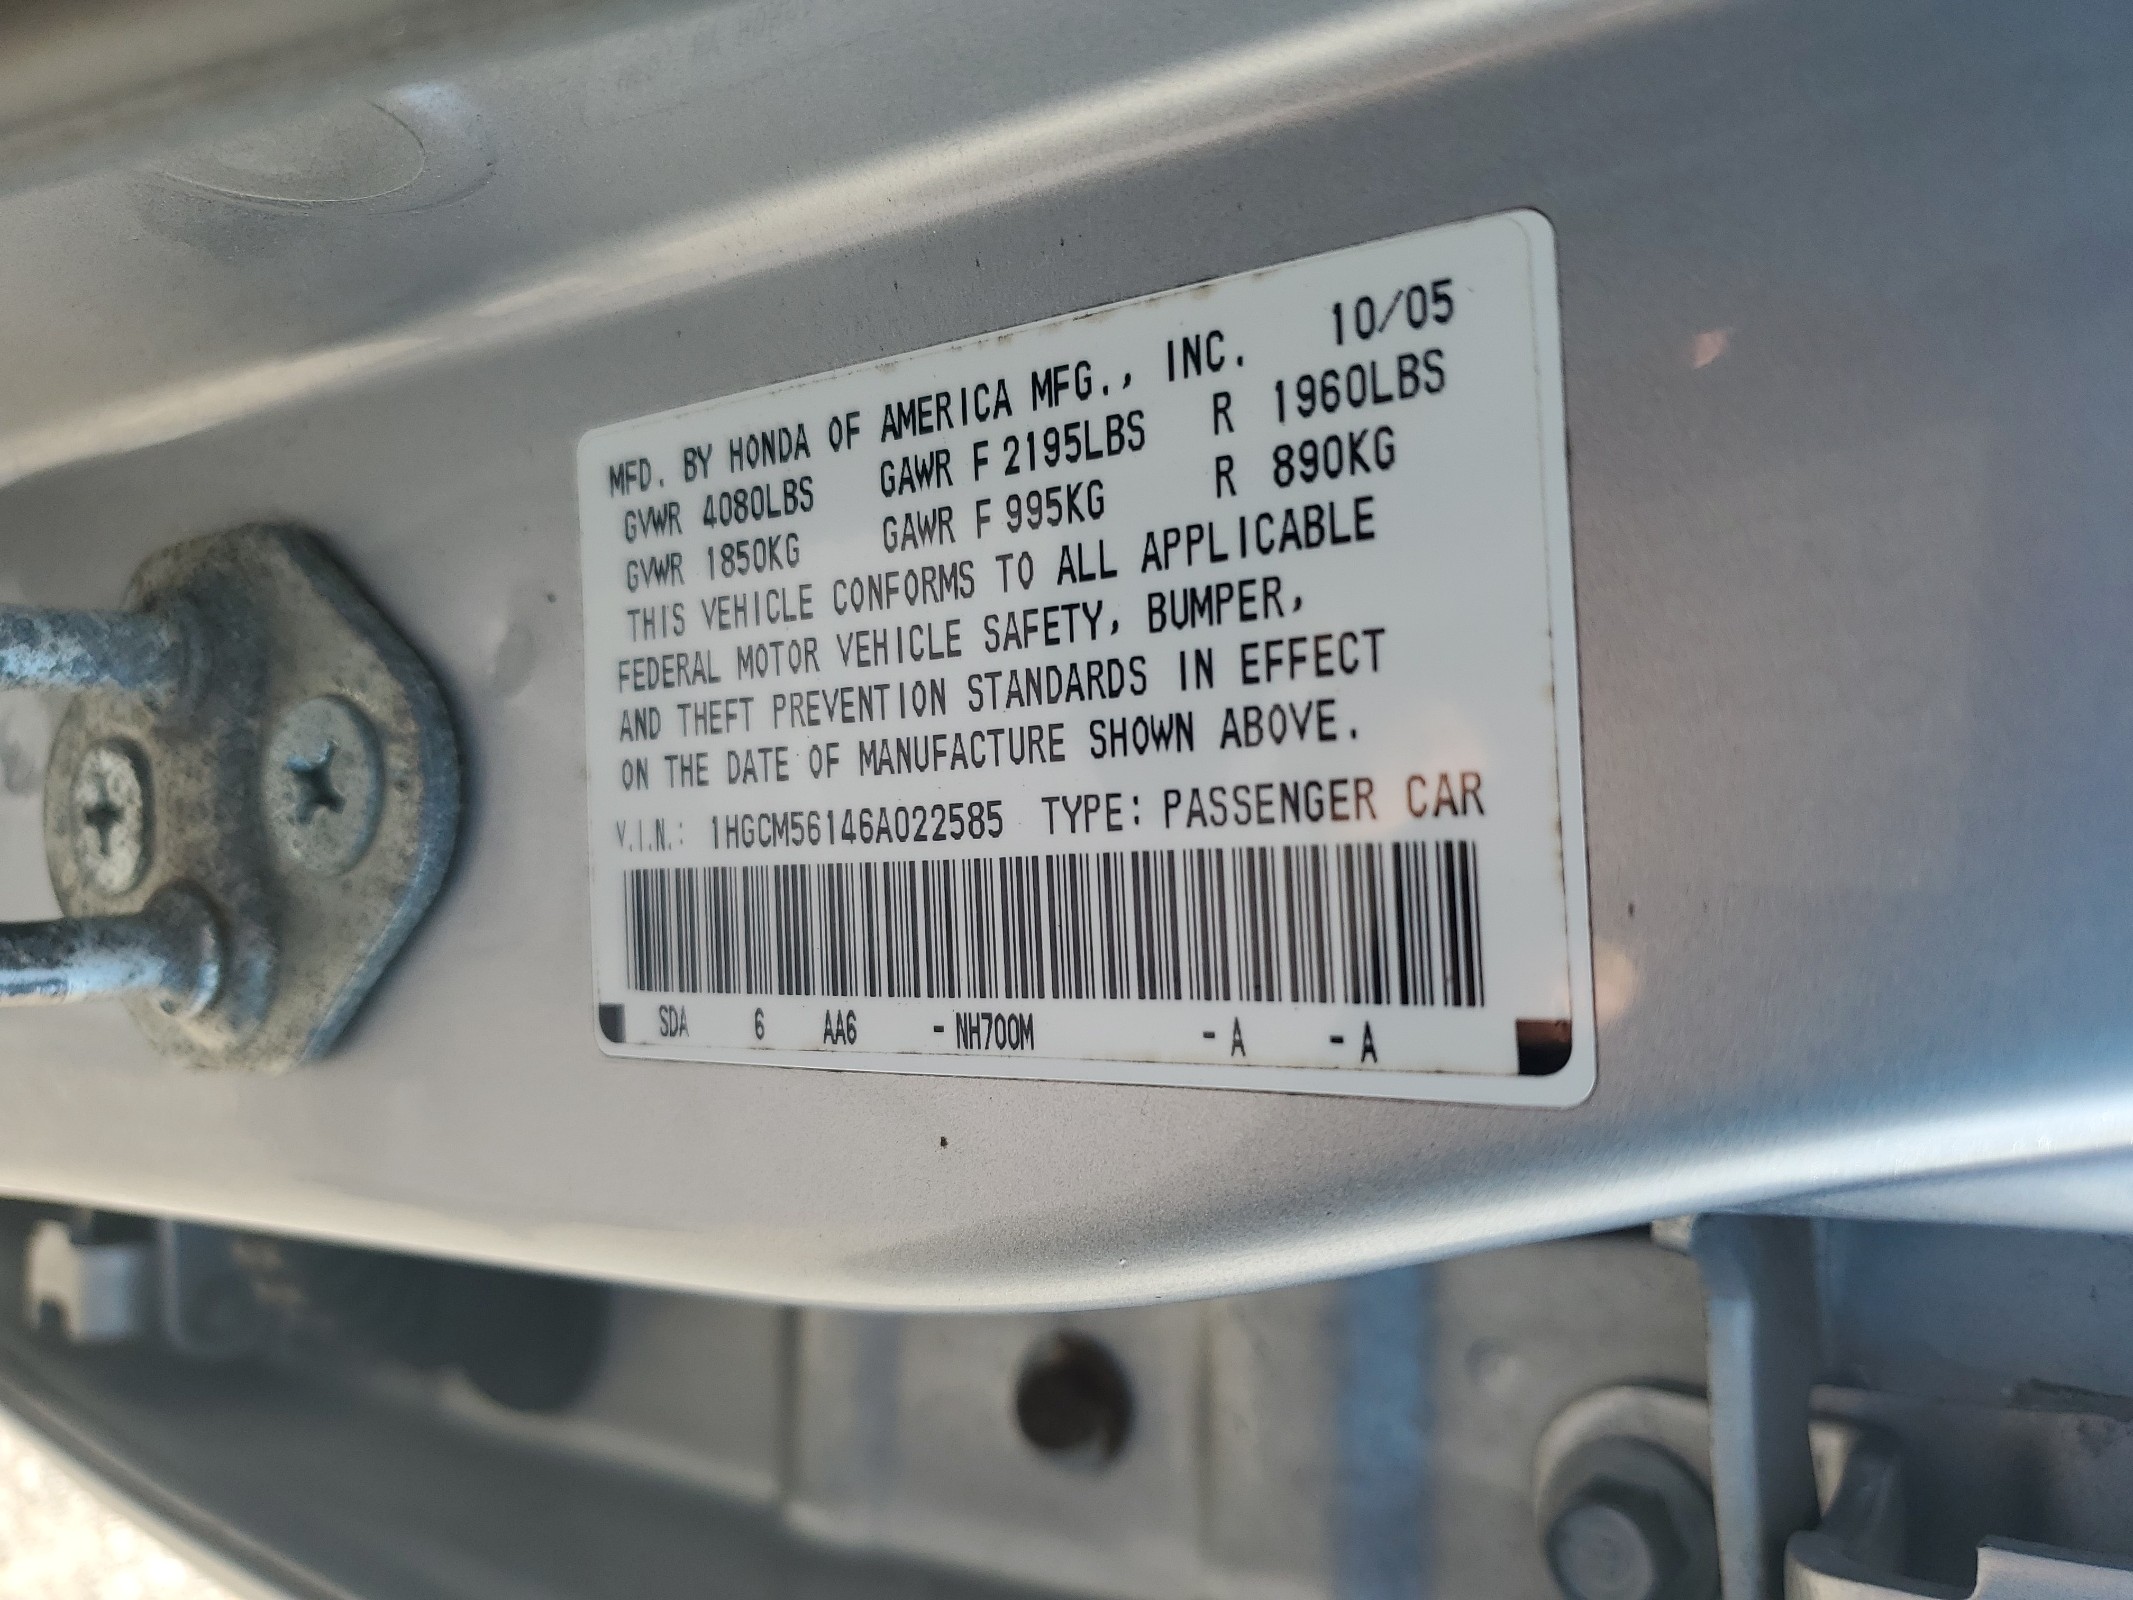 MFD. BY HONDA OF AMERICA MFG., INC. 10/05
GVWR 4080LBS GAWR F 2195LBS R 1960LBS
GVWR 1850KG GAWR F 995KG R 890KG
THIS VEHICLE CONFORMS TO ALL APPLICABLE
FEDERAL MOTOR VEHICLE SAFETY, BUMPER,
AND THEFT PREVENTION STANDARDS IN EFFECT
ON THE DATE OF MANUFACTURE SHOWN ABOVE.
V.I.N.: 1HGCM56146A022585 TYPE: PASSENGER CAR
SDA 6 AA6 - NH700M - A - A